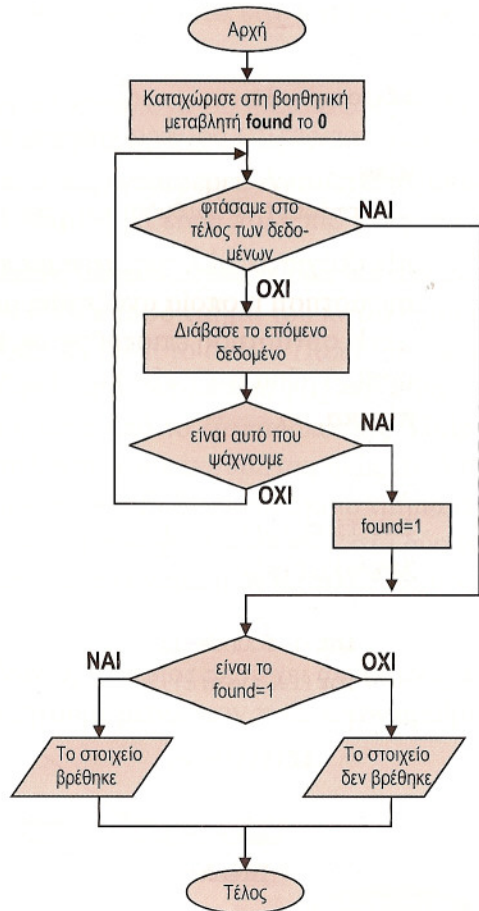 Αρχή
Καταχώρισε στη βοηθητική
μεταβλητή found το 0
φτάσαμε στο
τέλος των δεδο-
μένων
ΝΑΙ
ΟΧΙ
Διάβασε το επόμενο
δεδομένο
είναι αυτό που
ψάχνουμε
ΝΑΙ
ΟΧΙ
found=1
ΝΑΙ
είναι το
found=1
ΟΧΙ
Το στοιχείο
βρέθηκε
Το στοιχείο
δεν βρέθηκε
Τέλος